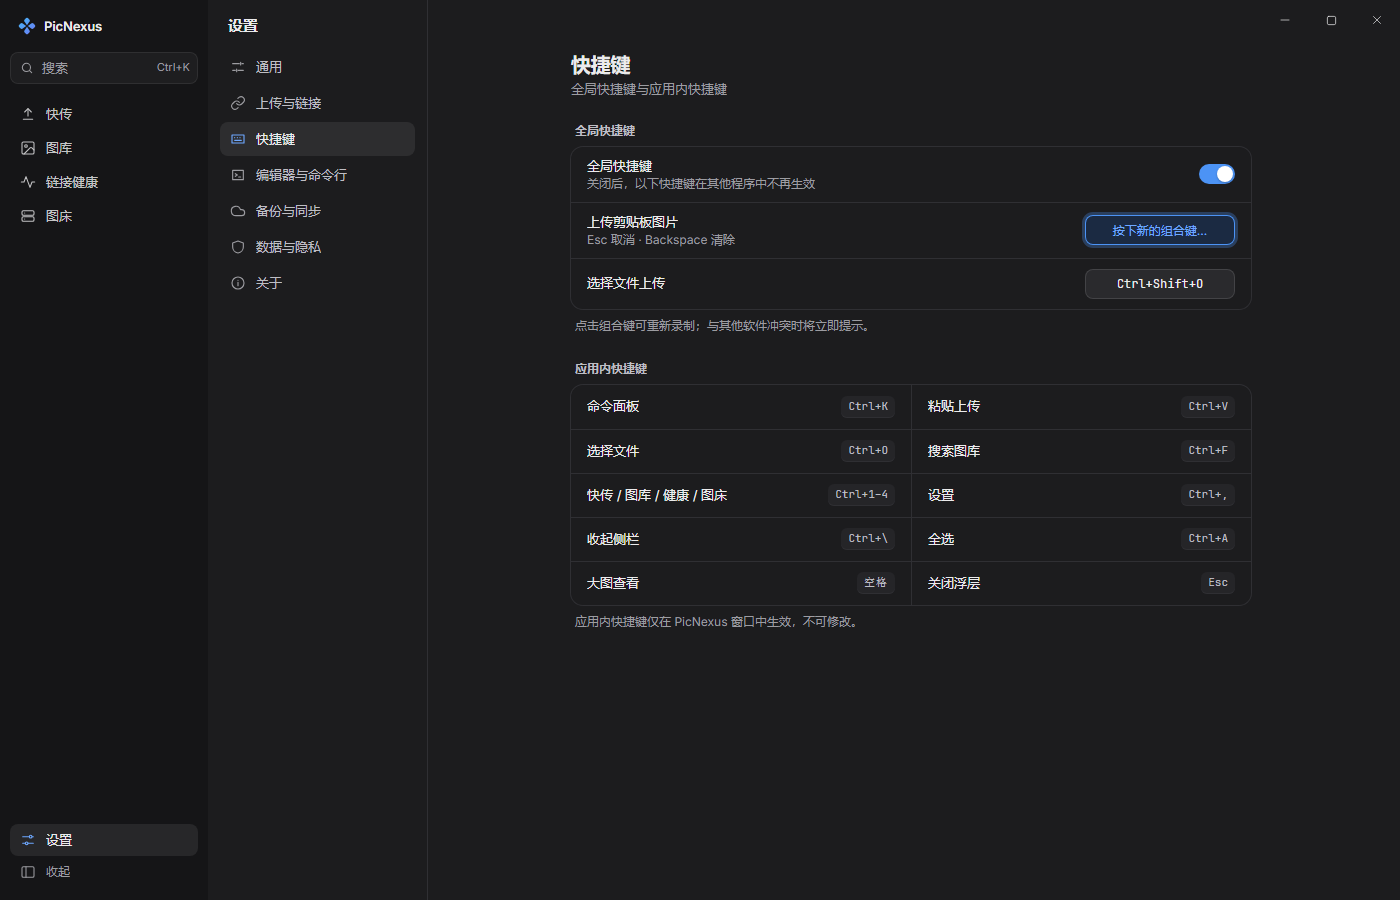 PicNexus
搜索 Ctrl+K
快传
图库
链接健康
图床
设置
收起
设置
通用
上传与链接
快捷键
编辑器与命令行
备份与同步
数据与隐私
关于
快捷键
全局快捷键与应用内快捷键
全局快捷键
全局快捷键
关闭后，以下快捷键在其他程序中不再生效
上传剪贴板图片
Esc 取消 · Backspace 清除
按下新的组合键...
选择文件上传 Ctrl+Shift+O
点击组合键可重新录制；与其他软件冲突时将立即提示。
应用内快捷键
命令面板 Ctrl+K 粘贴上传 Ctrl+V
选择文件 Ctrl+O 搜索图库 Ctrl+F
快传 / 图库 / 健康 / 图床 Ctrl+1-4 设置 Ctrl+,
收起侧栏 Ctrl+\ 全选 Ctrl+A
大图查看 空格 关闭浮层 Esc
应用内快捷键仅在 PicNexus 窗口中生效，不可修改。